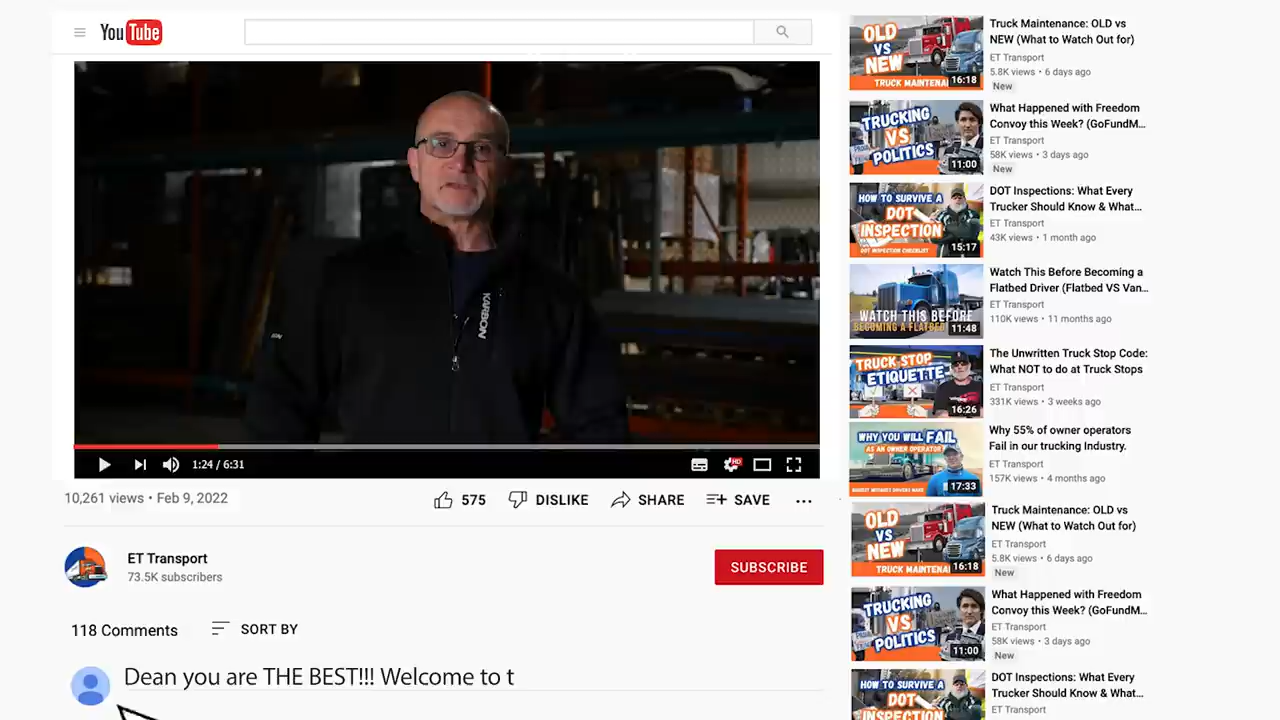 YouTube
KARBON
1:24 / 6:31
HD
10,261 views • Feb 9, 2022
575
DISLIKE
SHARE
SAVE
ET Transport
73.5K subscribers
SUBSCRIBE
118 Comments
SORT BY
Dean you are THE BEST!!! Welcome to t
OLD
VS
NEW
TRUCK MAINTENA
16:18
Truck Maintenance: OLD vs
NEW (What to Watch Out for)
ET Transport
5.8K views • 6 days ago
New
TRUCKING
VS
POLITICS
11:00
What Happened with Freedom
Convoy this Week? (GoFundM...
ET Transport
58K views • 3 days ago
New
HOW TO SURVIVE A
DOT
INSPECTION
DOT INSPECTION CHECKLIST
15:17
DOT Inspections: What Every
Trucker Should Know & What...
ET Transport
43K views • 1 month ago
WATCH THIS BEFORE
BECOMING A FLATBED
11:48
Watch This Before Becoming a
Flatbed Driver (Flatbed VS Van...
ET Transport
110K views • 11 months ago
TRUCK STOP
ETIQUETTE
16:26
The Unwritten Truck Stop Code:
What NOT to do at Truck Stops
ET Transport
331K views • 3 weeks ago
WHY YOU WILL FAIL
AS AN OWNER OPERATOR
BIGGEST MISTAKES DRIVERS MAKE
17:33
Why 55% of owner operators
Fail in our trucking Industry.
ET Transport
157K views • 4 months ago
OLD
VS
NEW
TRUCK MAINTENA
16:18
Truck Maintenance: OLD vs
NEW (What to Watch Out for)
ET Transport
5.8K views • 6 days ago
New
TRUCKING
VS
POLITICS
11:00
What Happened with Freedom
Convoy this Week? (GoFundM...
ET Transport
58K views • 3 days ago
New
HOW TO SURVIVE A
DOT
INSPECTION
DOT Inspections: What Every
Trucker Should Know & What...
ET Transport